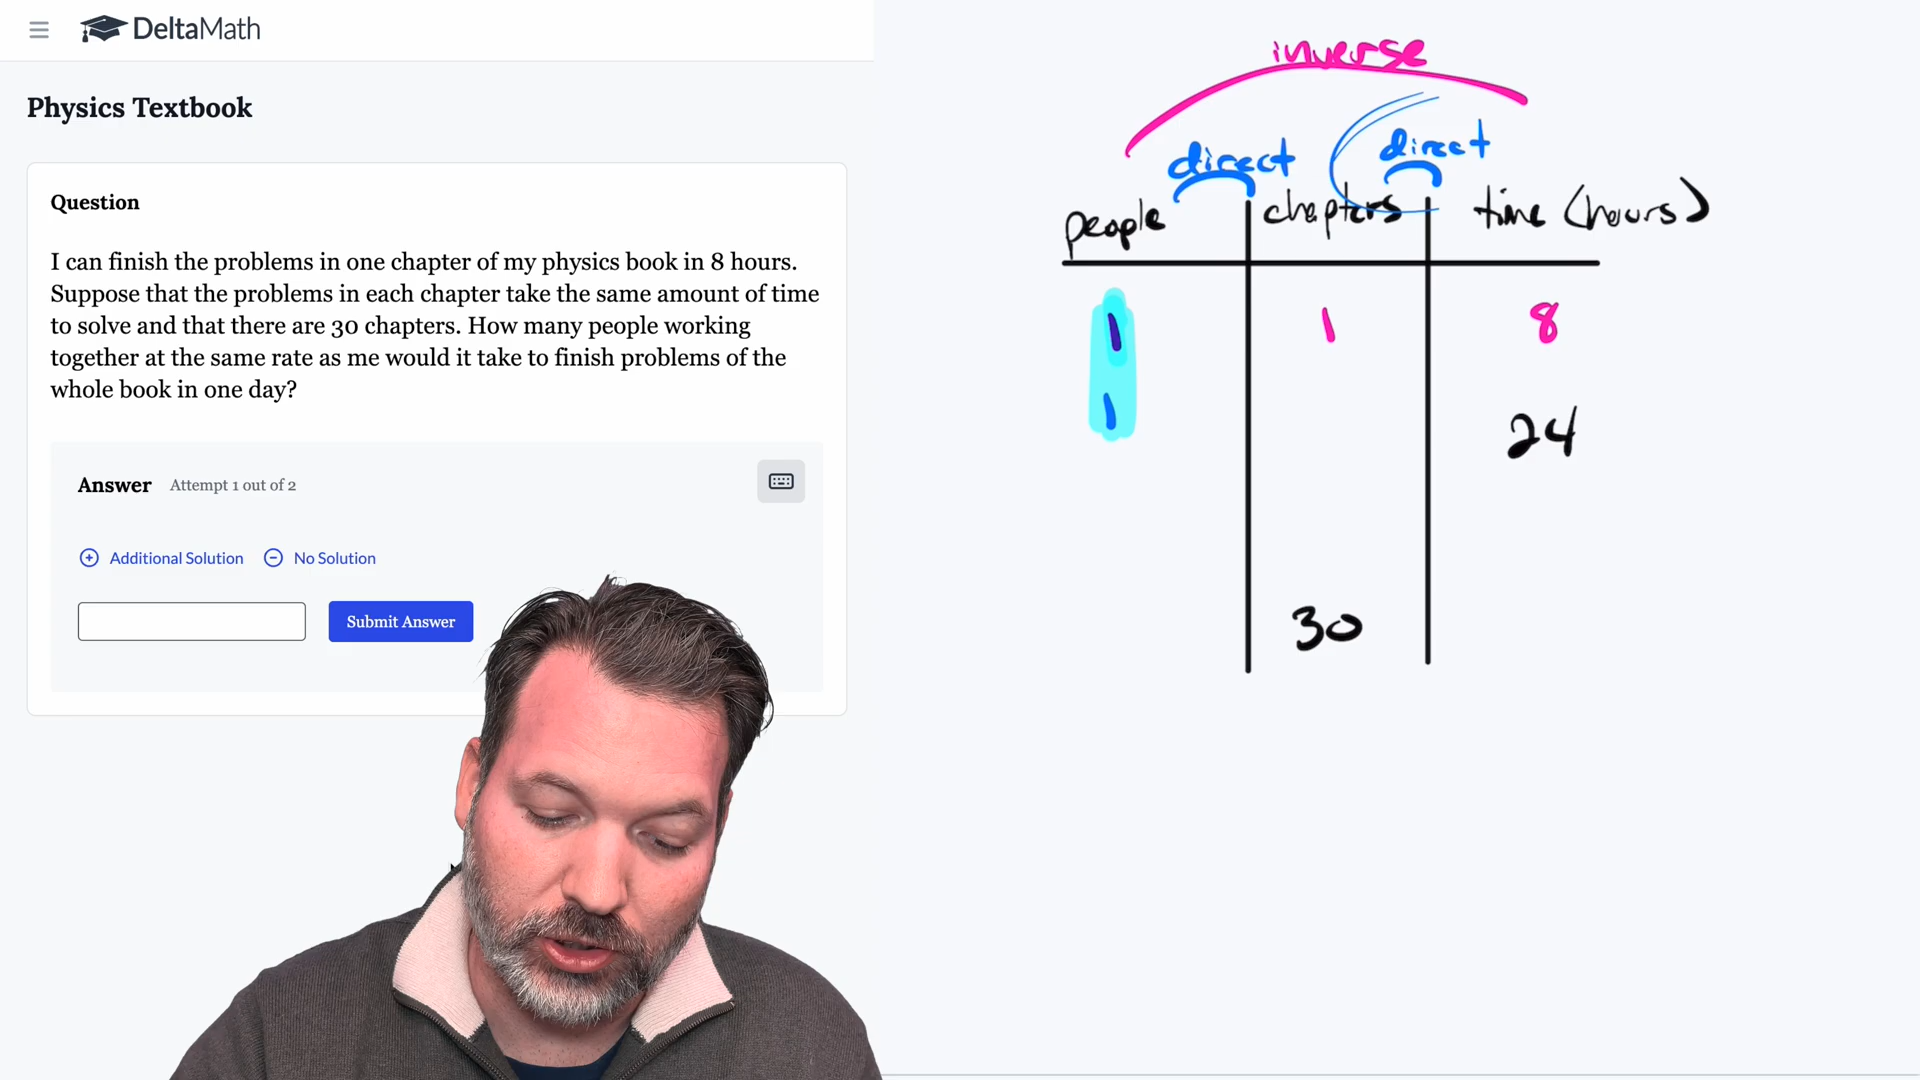 DeltaMath
Physics Textbook
Question
I can finish the problems in one chapter of my physics book in 8 hours.
Suppose that the problems in each chapter take the same amount of time
to solve and that there are 30 chapters. How many people working
together at the same rate as me would it take to finish problems of the
whole book in one day?
Answer Attempt 1 out of 2
Additional Solution No Solution
Submit Answer
inverse
direct direct
people chapters time (hours)
1 1 8
1 24
30